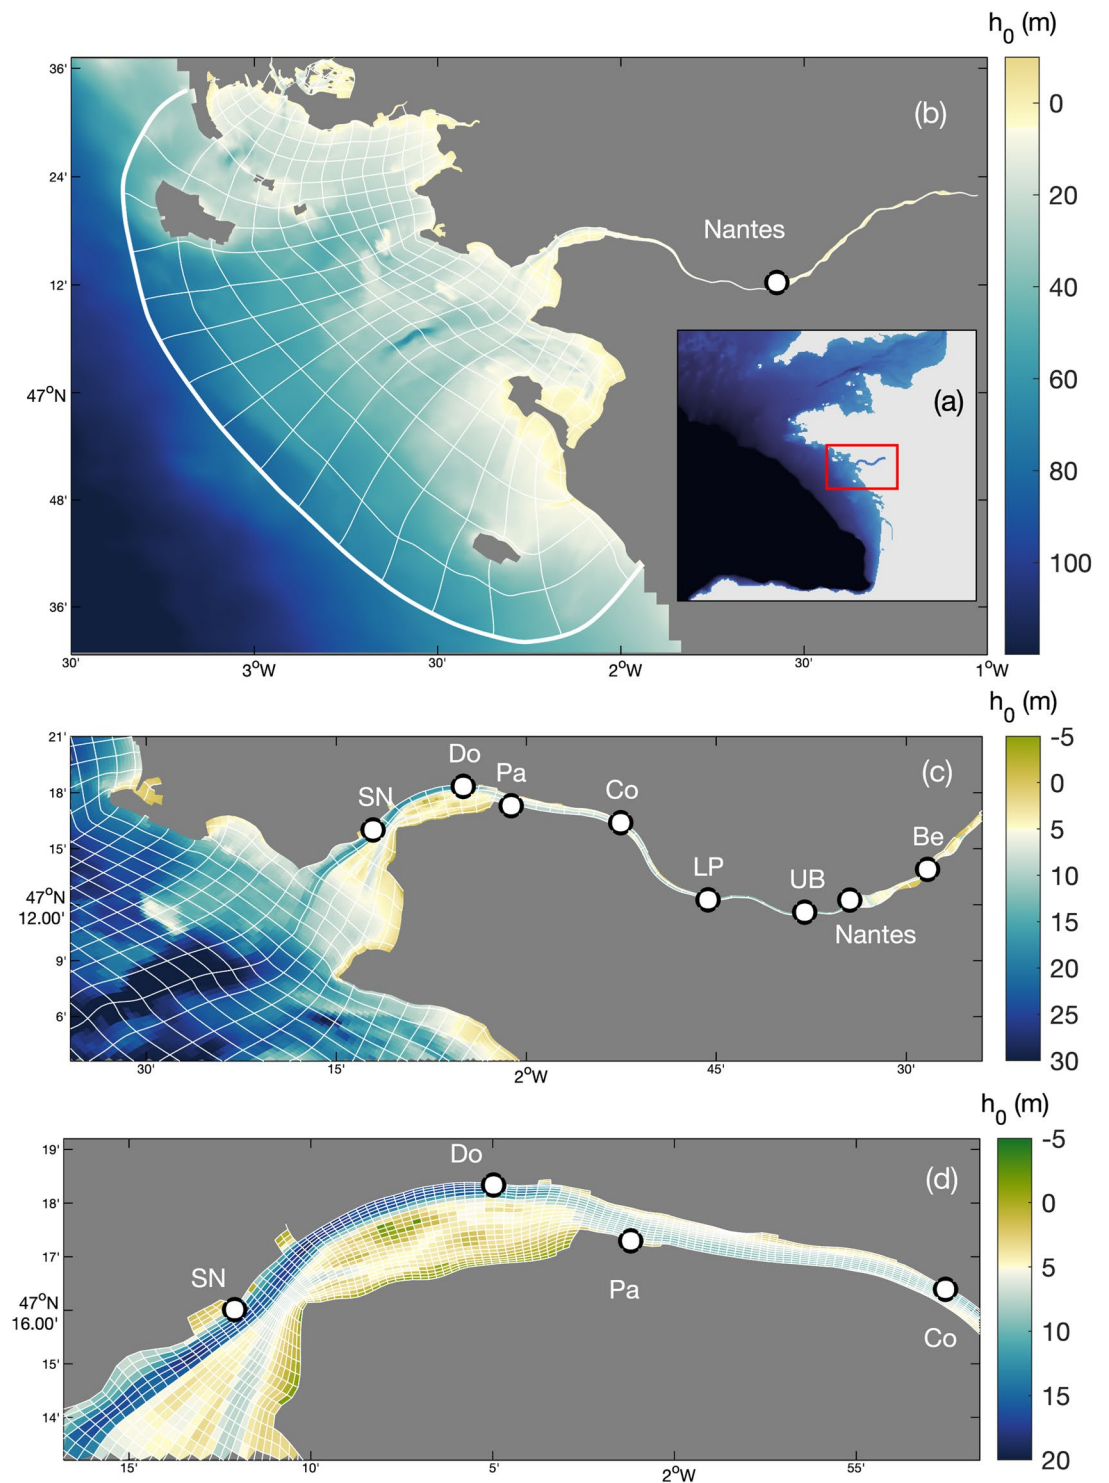 h0 (m)
36'
(b)
0
24'
20
Nantes
12'
40
(a)
47°N
60
48'
80
100
36'
30'
3°W
30'
2°W
30'
1°W
h0 (m)
21'
-5
Do
(c)
18'
Pa
0
SN
Co
15'
5
Be
LP
UB
10
47°N
12.00'
Nantes
15
9'
20
6'
25
30
30'
15'
2°W
45'
30'
h0 (m)
19'
-5
Do
(d)
18'
0
17'
SN
Pa
5
47°N
16.00'
Co
10
15'
15
14'
20
15'
10'
5'
2°W
55'